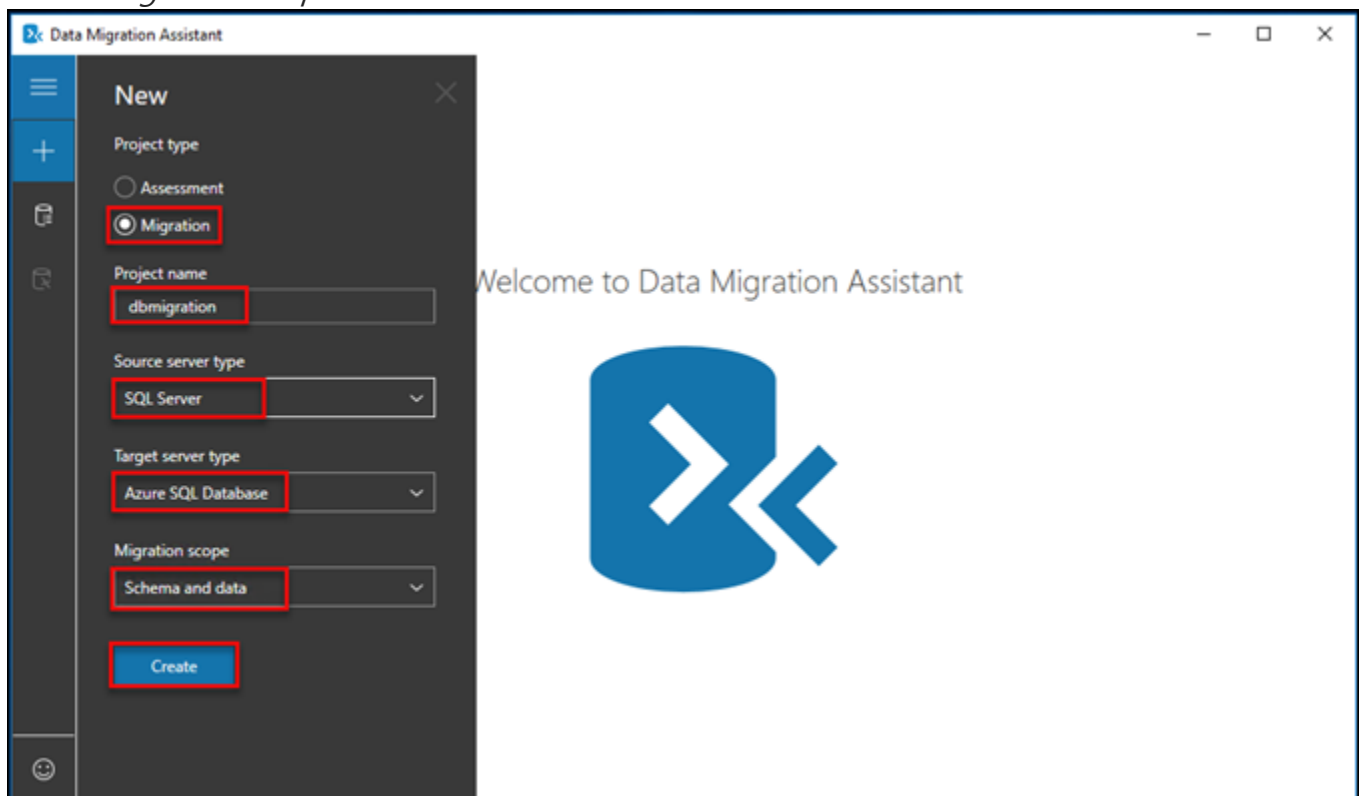 Data Migration Assistant
New
Project type
Assessment
Migration
Project name
dbmigration
Source server type
SQL Server
Target server type
Azure SQL Database
Migration scope
Schema and data
Create
Welcome to Data Migration Assistant